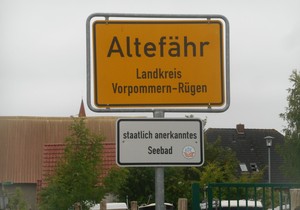 Altefähr
Landkreis
Vorpommern-Rügen
staatlich anerkanntes
Seebad